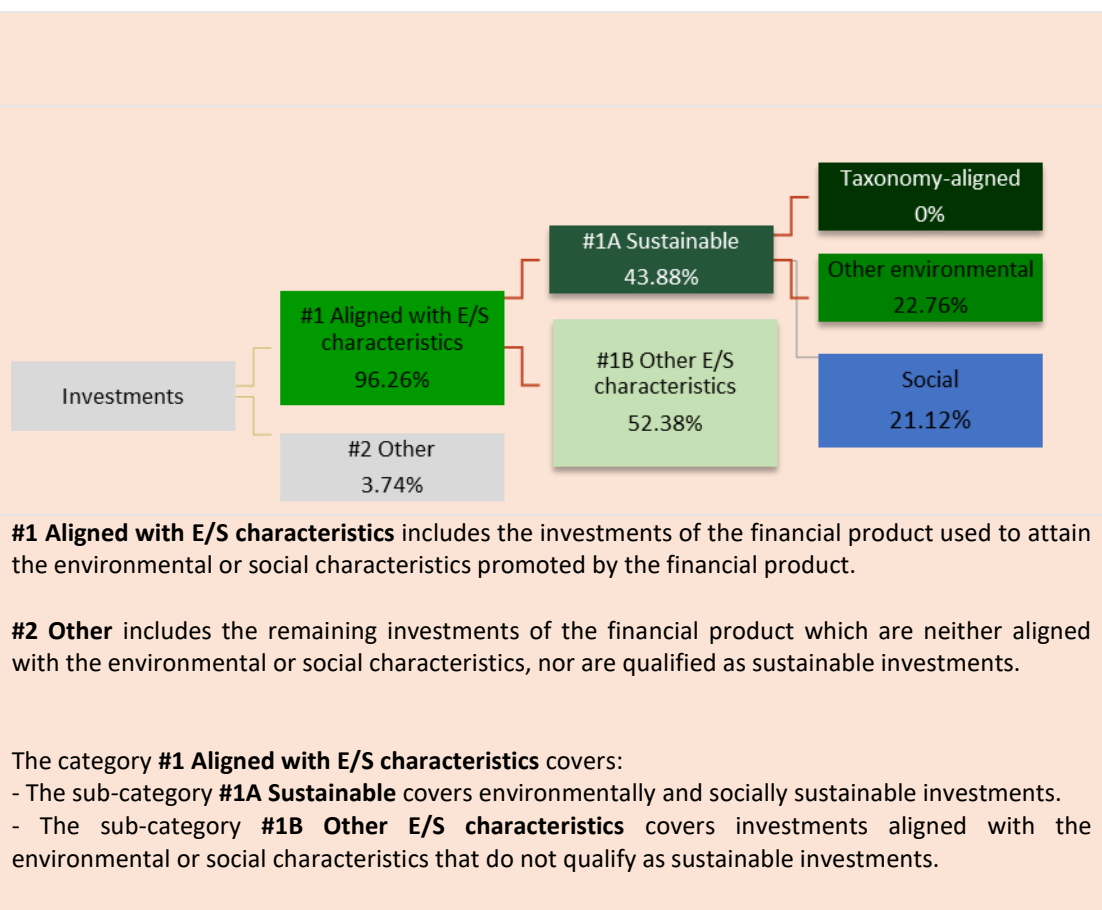 Taxonomy-aligned
0%
#1A Sustainable
43.88%
Other environmental
22.76%
#1 Aligned with E/S
characteristics
96.26%
#1B Other E/S
characteristics
52.38%
Social
21.12%
Investments
#2 Other
3.74%
#1 Aligned with E/S characteristics includes the investments of the financial product used to attain
the environmental or social characteristics promoted by the financial product.
#2 Other includes the remaining investments of the financial product which are neither aligned
with the environmental or social characteristics, nor are qualified as sustainable investments.
The category #1 Aligned with E/S characteristics covers:
- The sub-category #1A Sustainable covers environmentally and socially sustainable investments.
- The sub-category #1B Other E/S characteristics covers investments aligned with the
environmental or social characteristics that do not qualify as sustainable investments.